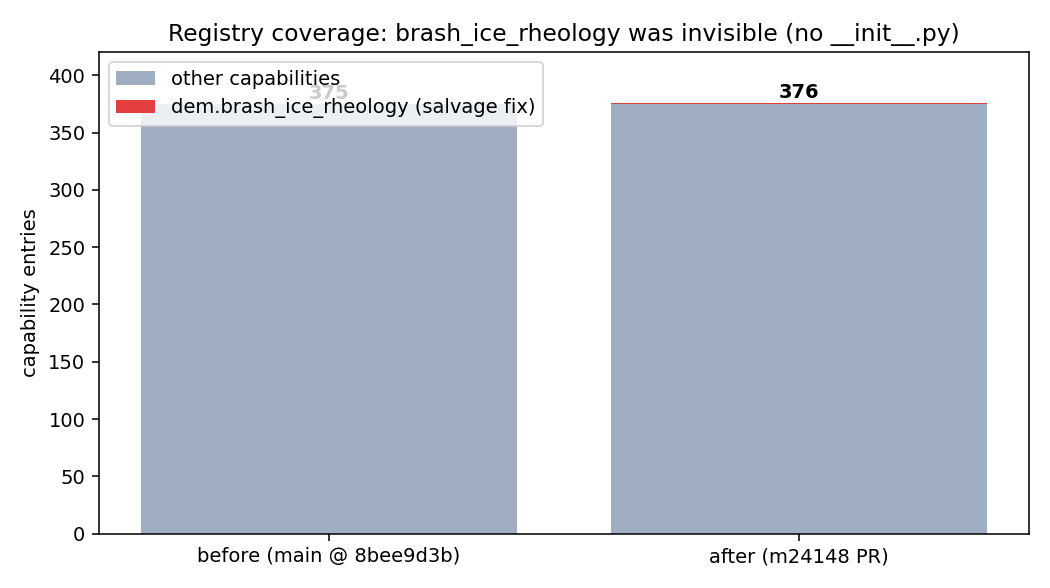 Registry coverage: brash_ice_rheology was invisible (no __init__.py)
other capabilities
dem.brash_ice_rheology (salvage fix)
375
376
capability entries
400
350
300
250
200
150
100
50
0
before (main @ 8bee9d3b)
after (m24148 PR)